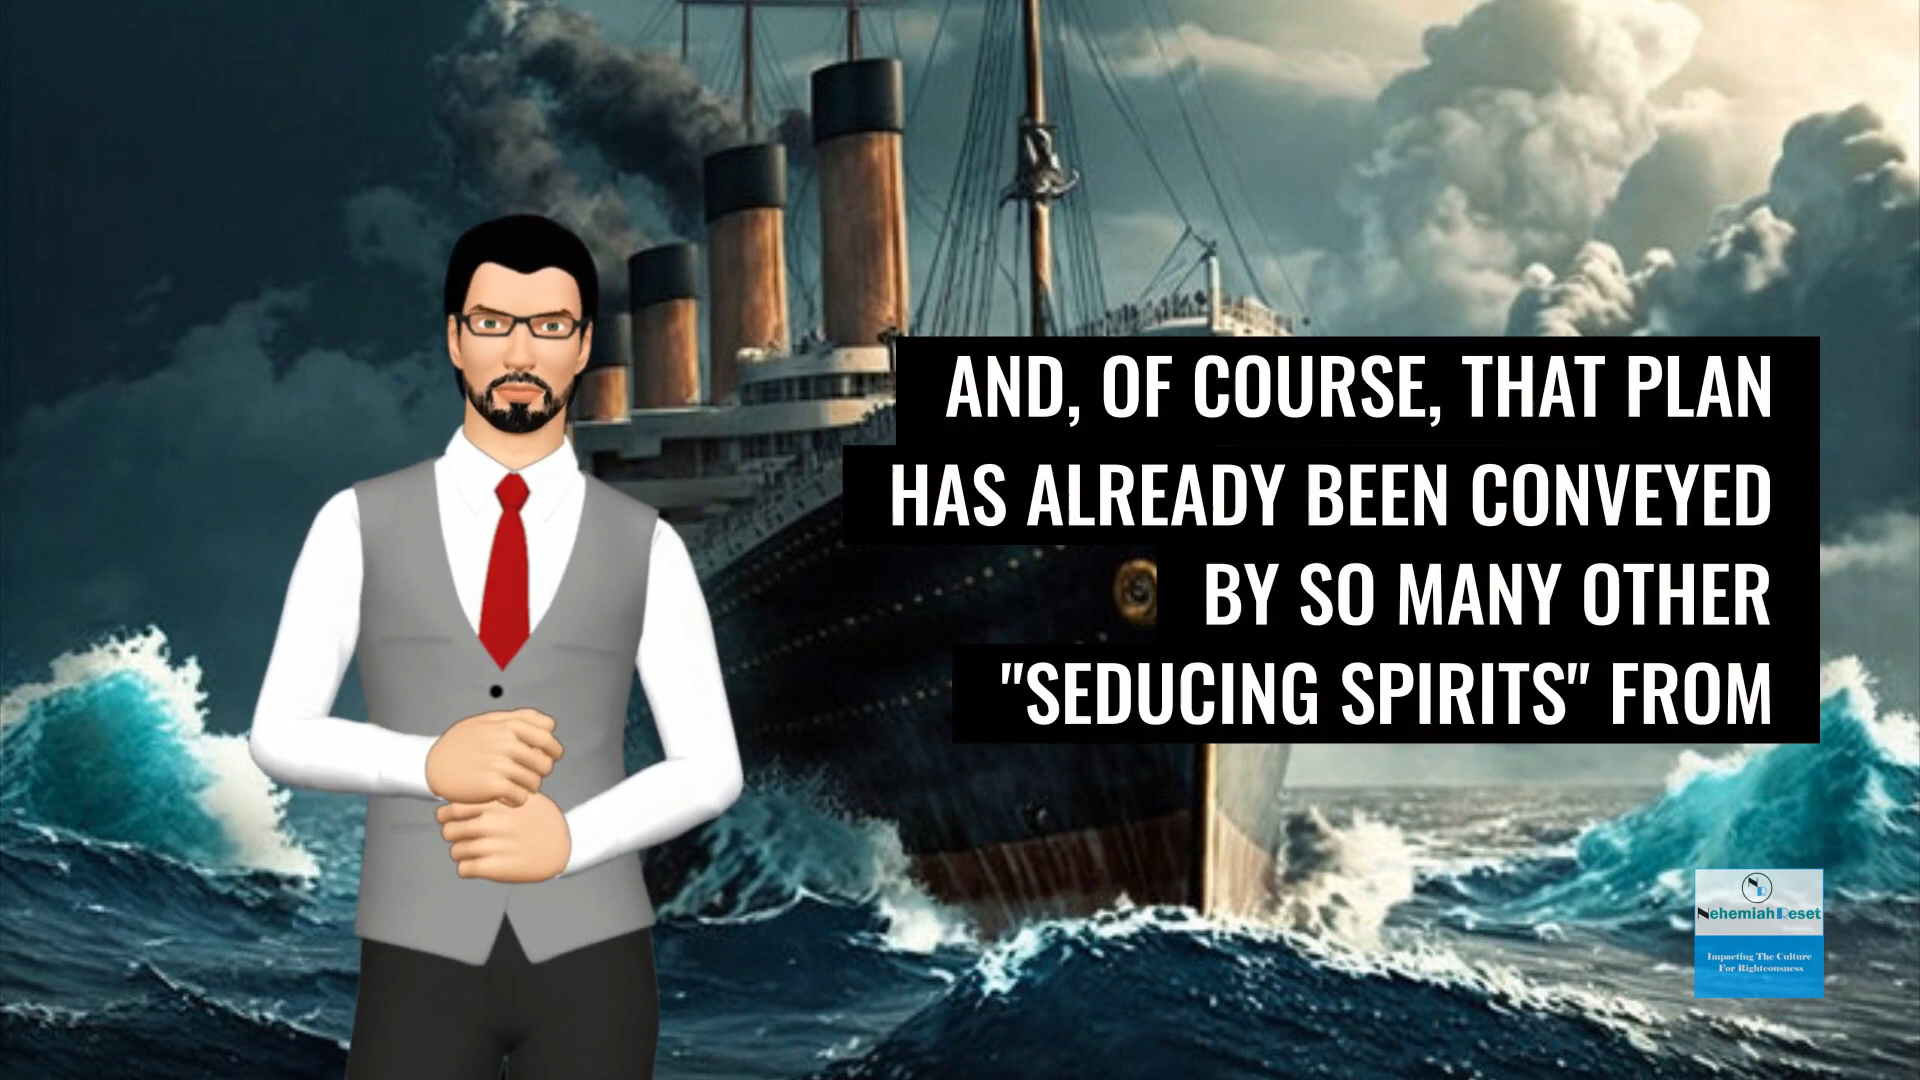 AND, OF COURSE, THAT PLAN
HAS ALREADY BEEN CONVEYED
BY SO MANY OTHER
"SEDUCING SPIRITS" FROM
NR
NehemiahReset
Impacting The Culture
For Righteousness